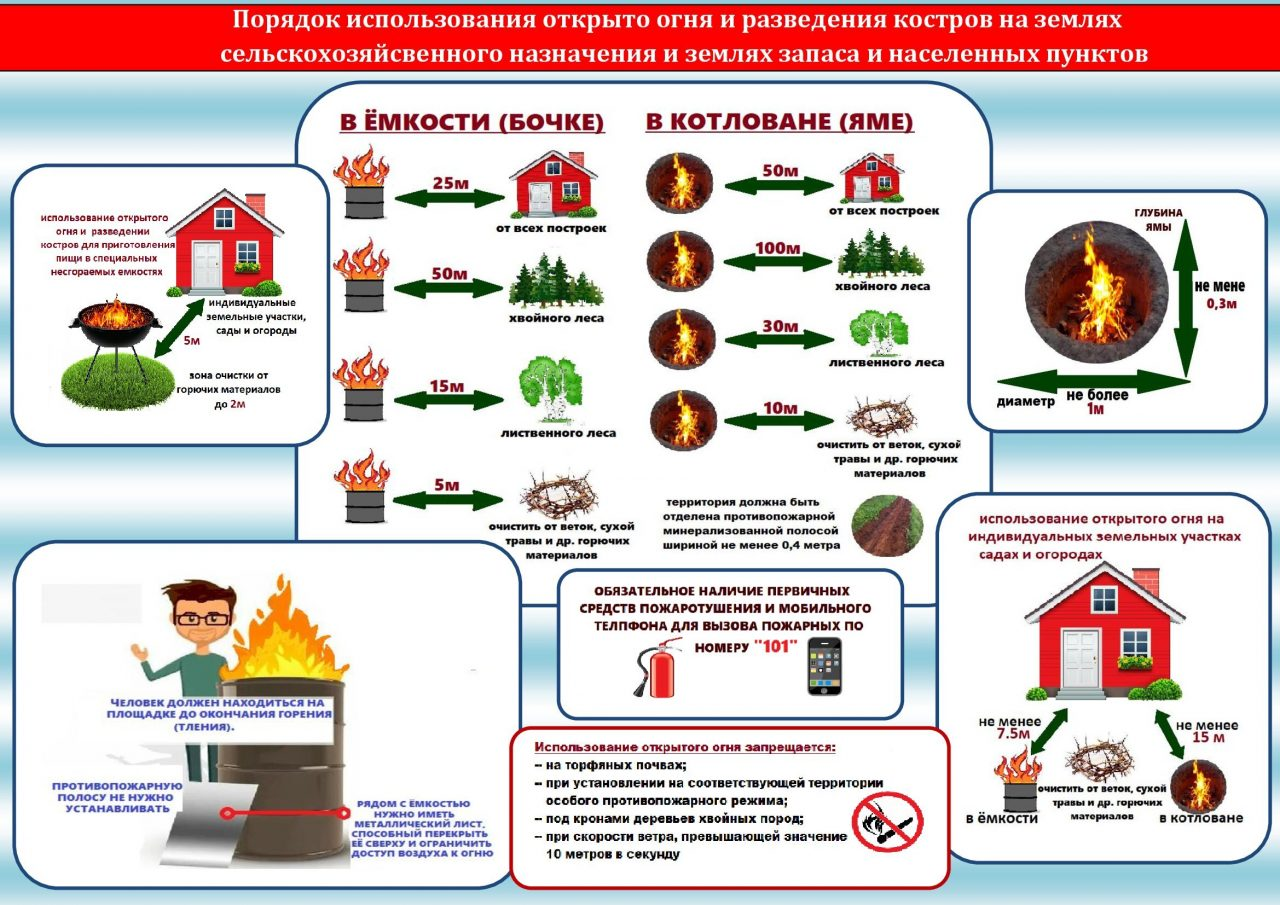 Порядок использования открыто огня и разведения костров на землях
сельскохозяйсвенного назначения и землях запаса и населенных пунктов
использование открытого
огня и разведении
костров для приготовления
пищи в специальных
несгораемых емкостях
индивидуальные
земельные участки,
сады и огороды
5м
зона очистки от
горючих материалов
до 2м
В ЁМКОСТИ (БОЧКЕ)
25м
от всех построек
50м
хвойного леса
15м
лиственного леса
5м
очистить от веток, сухой
травы и др. горючих
материалов
В КОТЛОВАНЕ (ЯМЕ)
50м
от всех построек
100м
хвойного леса
30м
лиственного леса
10м
очистить от веток, сухой
травы и др. горючих
материалов
территория должна быть
отделена противопожарной
минерализованной полосой
шириной не менее 0,4 метра
ГЛУБИНА
ЯМЫ
не мене
0,3м
диаметр
не более
1м
ЧЕЛОВЕК ДОЛЖЕН НАХОДИТЬСЯ НА
ПЛОЩАДКЕ ДО ОКОНЧАНИЯ ГОРЕНИЯ
(ТЛЕНИЯ).
ПРОТИВОПОЖАРНУЮ
ПОЛОСУ НЕ НУЖНО
УСТАНАВЛИВАТЬ
РЯДОМ С ЁМКОСТЬЮ
НУЖНО ИМЕТЬ
МЕТАЛЛИЧЕСКИЙ ЛИСТ,
СПОСОБНЫЙ ПЕРЕКРЫТЬ
ЕЁ СВЕРХУ И ОГРАНИЧИТЬ
ДОСТУП ВОЗДУХА К ОГНЮ
ОБЯЗАТЕЛЬНОЕ НАЛИЧИЕ ПЕРВИЧНЫХ
СРЕДСТВ ПОЖАРОТУШЕНИЯ И МОБИЛЬНОГО
ТЕЛПФОНА ДЛЯ ВЫЗОВА ПОЖАРНЫХ ПО
НОМЕРУ "101"
Использование открытого огня запрещается:
– на торфяных почвах;
– при установлении на соответствующей территории
особого противопожарного режима;
– под кронами деревьев хвойных пород;
– при скорости ветра, превышающей значение
10 метров в секунду
использование открытого огня на
индивидуальных земельных участках
садах и огородах
не менее
7.5м
не менее
15 м
очистить от веток, сухой
травы и др. горючих
материалов
в ёмкости
в котловане